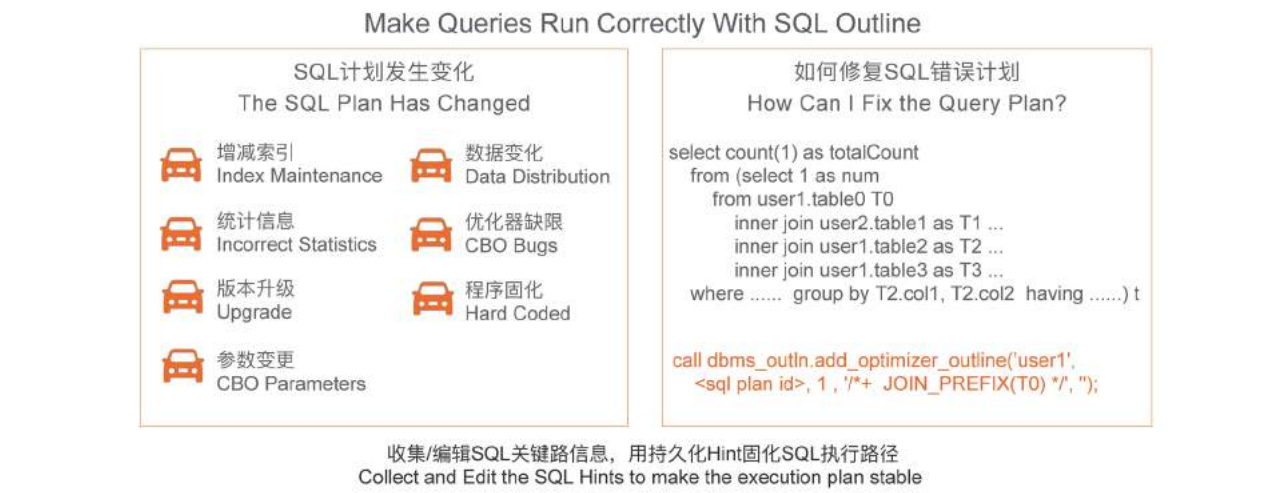 Make Queries Run Correctly With SQL Outline
SQL计划发生变化
The SQL Plan Has Changed
增减索引
Index Maintenance
数据变化
Data Distribution
统计信息
Incorrect Statistics
优化器缺限
CBO Bugs
版本升级
Upgrade
程序固化
Hard Coded
参数变更
CBO Parameters
如何修复SQL错误计划
How Can I Fix the Query Plan?
select count(1) as totalCount
from (select 1 as num
from user1.table0 T0
inner join user2.table1 as T1 ...
inner join user1.table2 as T2 ...
inner join user1.table3 as T3 ...
where ...... group by T2.col1, T2.col2 having ......) t
call dbms_outln.add_optimizer_outline('user1',
<sql plan id>, 1 , '/*+ JOIN_PREFIX(T0) */', '');
收集/编辑SQL关键路信息，用持久化Hint固化SQL执行路径
Collect and Edit the SQL Hints to make the execution plan stable